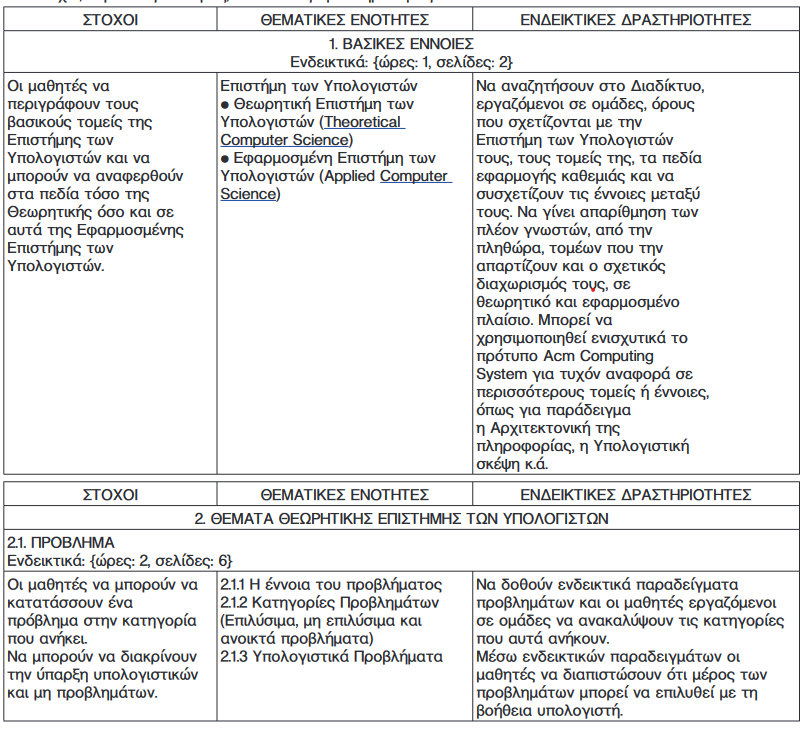 ΣΤΟΧΟΙ
ΘΕΜΑΤΙΚΕΣ ΕΝΟΤΗΤΕΣ
ΕΝΔΕΙΚΤΙΚΕΣ ΔΡΑΣΤΗΡΙΟΤΗΤΕΣ
1. ΒΑΣΙΚΕΣ ΕΝΝΟΙΕΣ
Ενδεικτικά: {ώρες: 1, σελίδες: 2}
Οι μαθητές να
περιγράφουν τους
βασικούς τομείς της
Επιστήμης των
Υπολογιστών και να
μπορούν να αναφερθούν
στα πεδία τόσο της
Θεωρητικής όσο και σε
αυτά της Εφαρμοσμένης
Επιστήμης των
Υπολογιστών.
Επιστήμη των Υπολογιστών
● Θεωρητική Επιστήμη των
Υπολογιστών (Theoretical
Computer Science)
● Εφαρμοσμένη Επιστήμη των
Υπολογιστών (Applied Computer
Science)
Να αναζητήσουν στο Διαδίκτυο,
εργαζόμενοι σε ομάδες, όρους
που σχετίζονται με την
Επιστήμη των Υπολογιστών
τους, τους τομείς της, τα πεδία
εφαρμογής καθεμιάς και να
συσχετίζουν τις έννοιες μεταξύ
τους. Να γίνει απαρίθμηση των
πλέον γνωστών, από την
πληθώρα, τομέων που την
απαρτίζουν και ο σχετικός
διαχωρισμός τους, σε
θεωρητικό και εφαρμοσμένο
πλαίσιο. Μπορεί να
χρησιμοποιηθεί ενισχυτικά το
πρότυπο Acm Computing
System για τυχόν αναφορά σε
περισσότερους τομείς ή έννοιες,
όπως για παράδειγμα
η Αρχιτεκτονική της
πληροφορίας, η Υπολογιστική
σκέψη κ.ά.
ΣΤΟΧΟΙ
ΘΕΜΑΤΙΚΕΣ ΕΝΟΤΗΤΕΣ
ΕΝΔΕΙΚΤΙΚΕΣ ΔΡΑΣΤΗΡΙΟΤΗΤΕΣ
2. ΘΕΜΑΤΑ ΘΕΩΡΗΤΙΚΗΣ ΕΠΙΣΤΗΜΗΣ ΤΩΝ ΥΠΟΛΟΓΙΣΤΩΝ
2.1. ΠΡΟΒΛΗΜΑ
Ενδεικτικά: {ώρες: 2, σελίδες: 6}
Οι μαθητές να μπορούν να
κατατάσσουν ένα
πρόβλημα στην κατηγορία
που ανήκει.
Να μπορούν να διακρίνουν
την ύπαρξη υπολογιστικών
και μη προβλημάτων.
2.1.1 Η έννοια του προβλήματος
2.1.2 Κατηγορίες Προβλημάτων
(Επιλύσιμα, μη επιλύσιμα και
ανοικτά προβλήματα)
2.1.3 Υπολογιστικά Προβλήματα
Να δοθούν ενδεικτικά παραδείγματα
προβλημάτων και οι μαθητές εργαζόμενοι
σε ομάδες να ανακαλύψουν τις κατηγορίες
που αυτά ανήκουν.
Μέσω ενδεικτικών παραδειγμάτων οι
μαθητές να διαπιστώσουν ότι μέρος των
προβλημάτων μπορεί να επιλυθεί με τη
βοήθεια υπολογιστή.